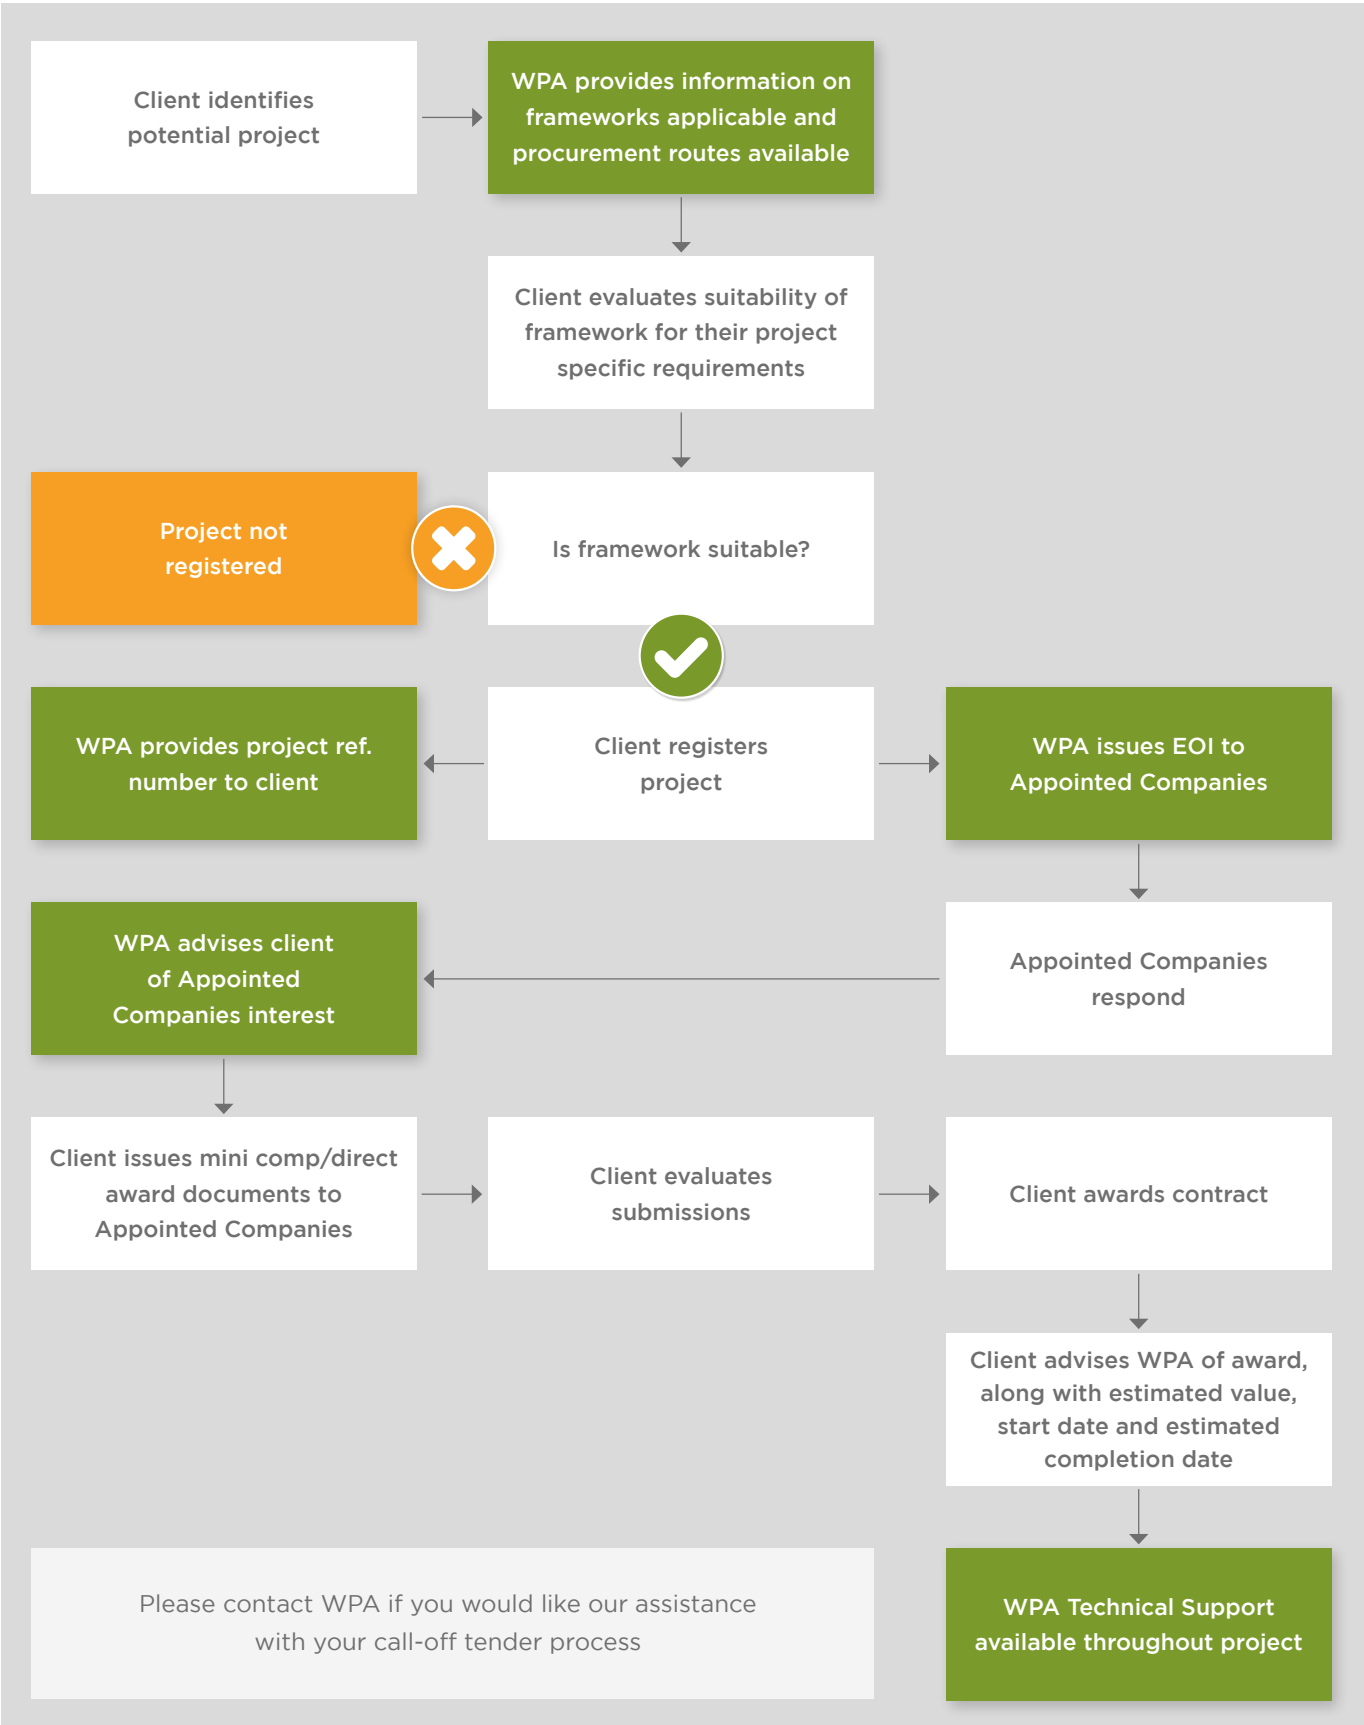 Client identifies
potential project
WPA provides information on
frameworks applicable and
procurement routes available
Client evaluates suitability of
framework for their project
specific requirements
Project not
registered
Is framework suitable?
WPA provides project ref.
number to client
Client registers
project
WPA issues EOI to
Appointed Companies
WPA advises client
of Appointed
Companies interest
Appointed Companies
respond
Client issues mini comp/direct
award documents to
Appointed Companies
Client evaluates
submissions
Client awards contract
Client advises WPA of award,
along with estimated value,
start date and estimated
completion date
Please contact WPA if you would like our assistance
with your call-off tender process
WPA Technical Support
available throughout project